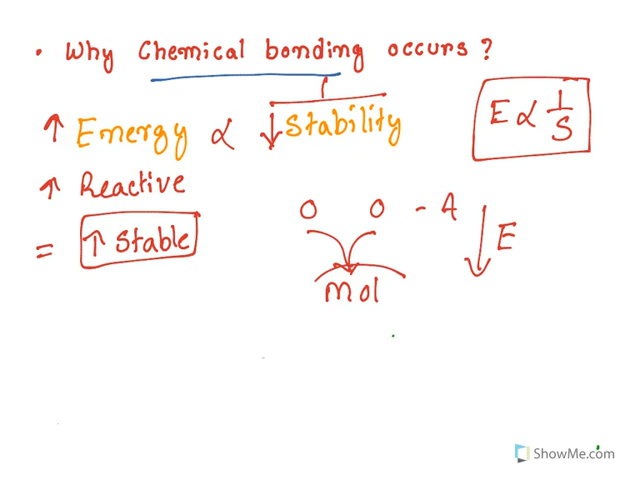 • Why Chemical bonding occurs?
↑ Energy ∝ ↓ Stability
E ∝ 1/S
↑ Reactive
= ↑ Stable
O O - A ↓ E
mol
ShowMe.com